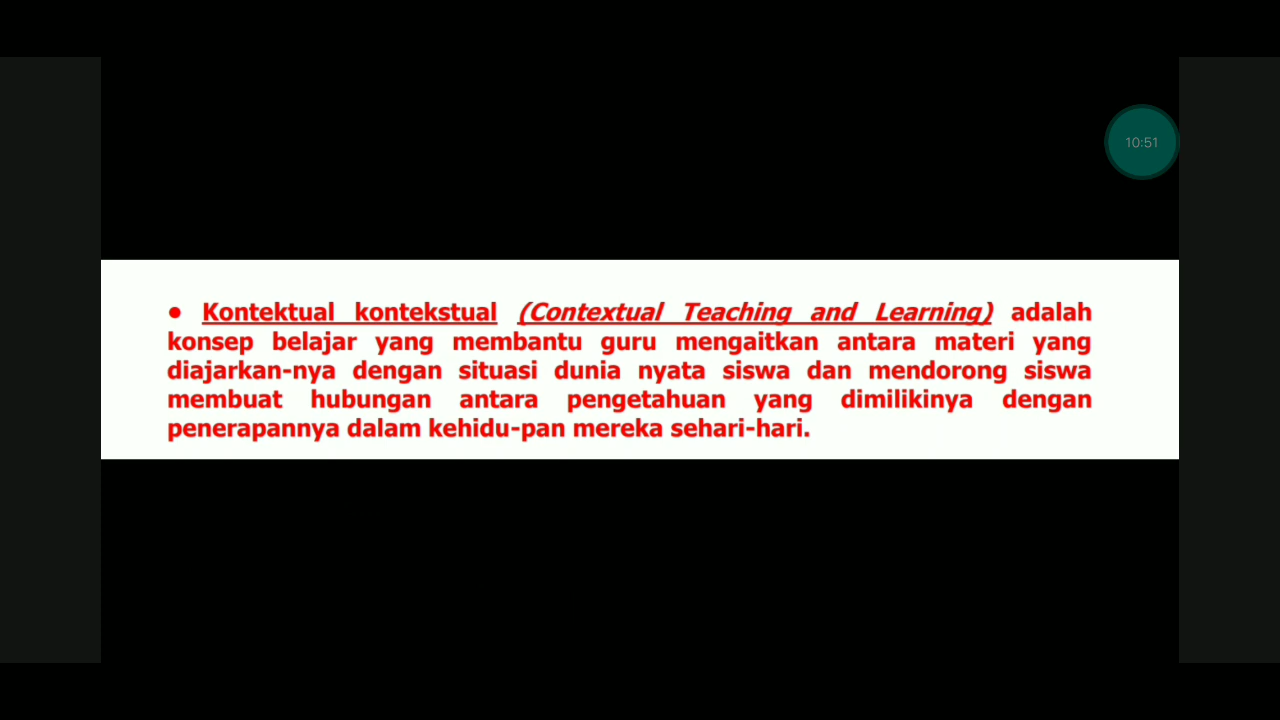 10:51
• Kontektual kontekstual (Contextual Teaching and Learning) adalah
konsep belajar yang membantu guru mengaitkan antara materi yang
diajarkan-nya dengan situasi dunia nyata siswa dan mendorong siswa
membuat hubungan antara pengetahuan yang dimilikinya dengan
penerapannya dalam kehidu-pan mereka sehari-hari.